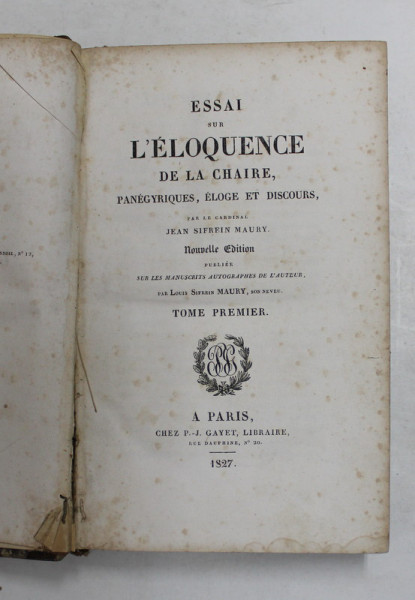 ESSAI
SUR
L'ÉLOQUENCE
DE LA CHAIRE,
PANÉGYRIQUES, ÉLOGE ET DISCOURS,
PAR LE CARDINAL
JEAN SIFREIN MAURY.
Nouvelle Edition
PUBLIÉE
SUR LES MANUSCRITS AUTOGRAPHES DE L'AUTEUR,
PAR LOUIS SIFREIN MAURY, SON NEVEU.
TOME PREMIER.
A PARIS,
CHEZ P.-J. GAYET, LIBRAIRE,
RUE DAUPHINE, N° 20.
1827.